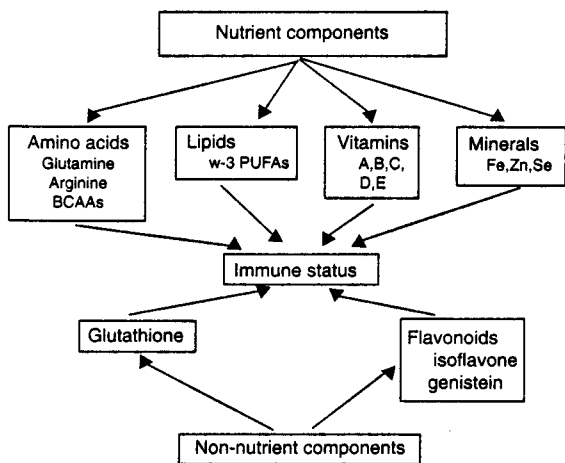 Nutrient components
Amino acids
Glutamine
Arginine
BCAAs
Lipids
w-3 PUFAs
Vitamins
A,B,C,
D,E
Minerals
Fe,Zn,Se
Immune status
Glutathione
Flavonoids
isoflavone
genistein
Non-nutrient components